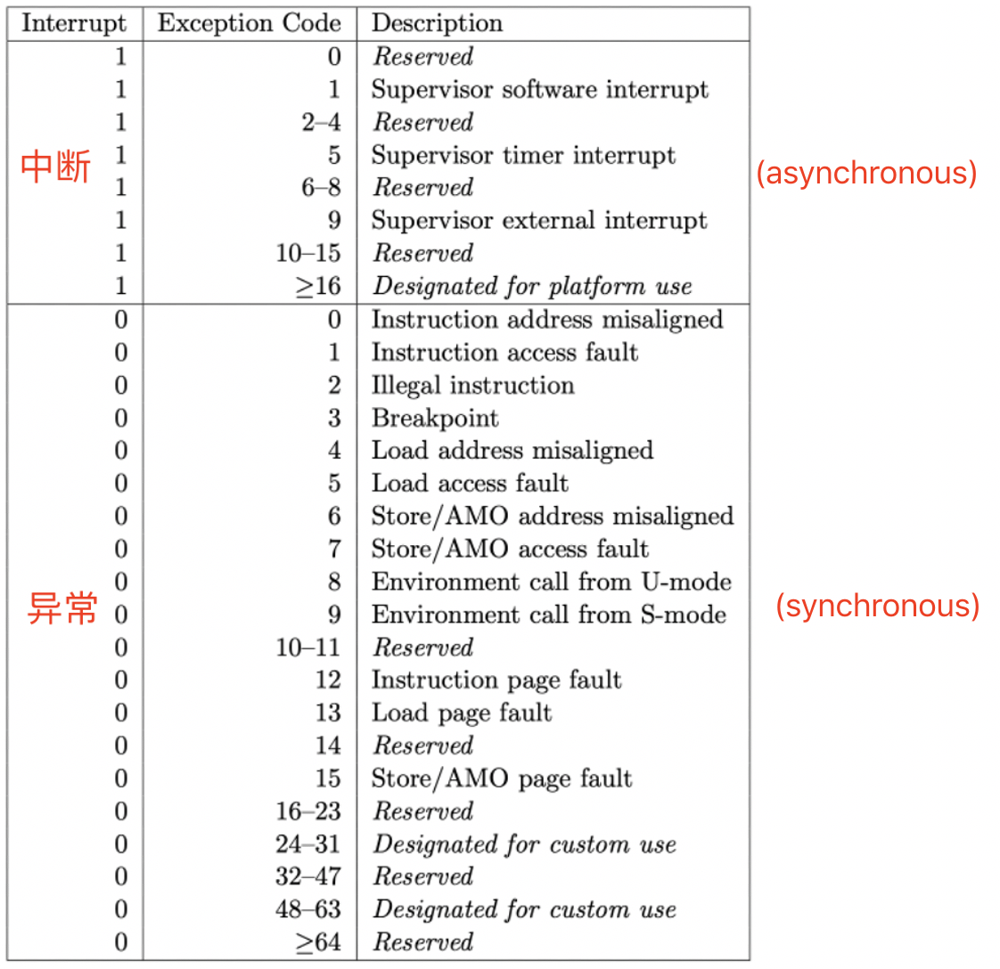 Interrupt Exception Code Description
1 0 Reserved
1 1 Supervisor software interrupt
1 2–4 Reserved
中断 1 5 Supervisor timer interrupt (asynchronous)
1 6–8 Reserved
1 9 Supervisor external interrupt
1 10–15 Reserved
1 ≥16 Designated for platform use
0 0 Instruction address misaligned
0 1 Instruction access fault
0 2 Illegal instruction
0 3 Breakpoint
0 4 Load address misaligned
0 5 Load access fault
0 6 Store/AMO address misaligned
0 7 Store/AMO access fault
0 8 Environment call from U-mode
异常 0 9 Environment call from S-mode (synchronous)
0 10–11 Reserved
0 12 Instruction page fault
0 13 Load page fault
0 14 Reserved
0 15 Store/AMO page fault
0 16–23 Reserved
0 24–31 Designated for custom use
0 32–47 Reserved
0 48–63 Designated for custom use
0 ≥64 Reserved